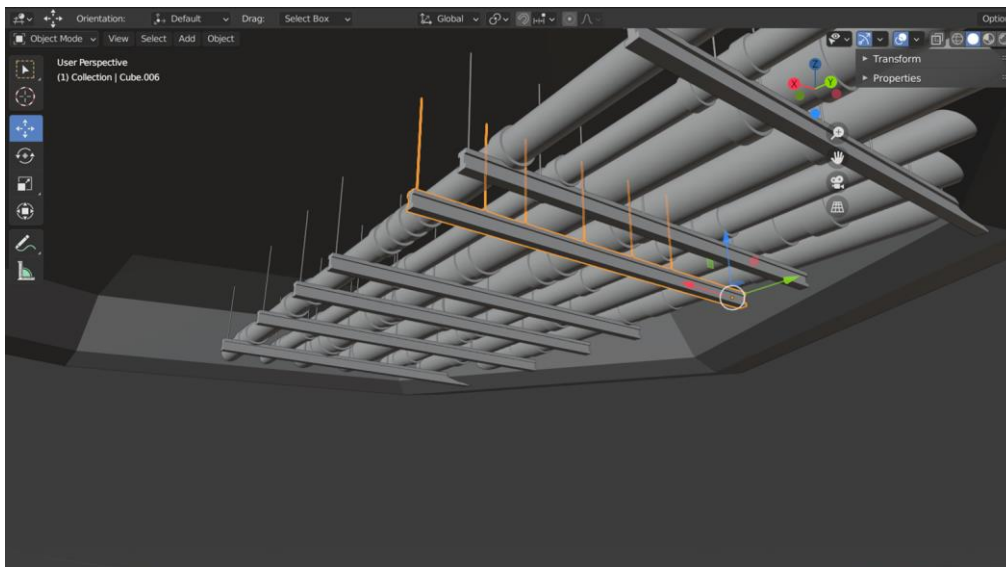 Orientation: Default Drag: Select Box Global Optio
Object Mode View Select Add Object
User Perspective
(1) Collection | Cube.006
Transform
Properties
Z
Y
X